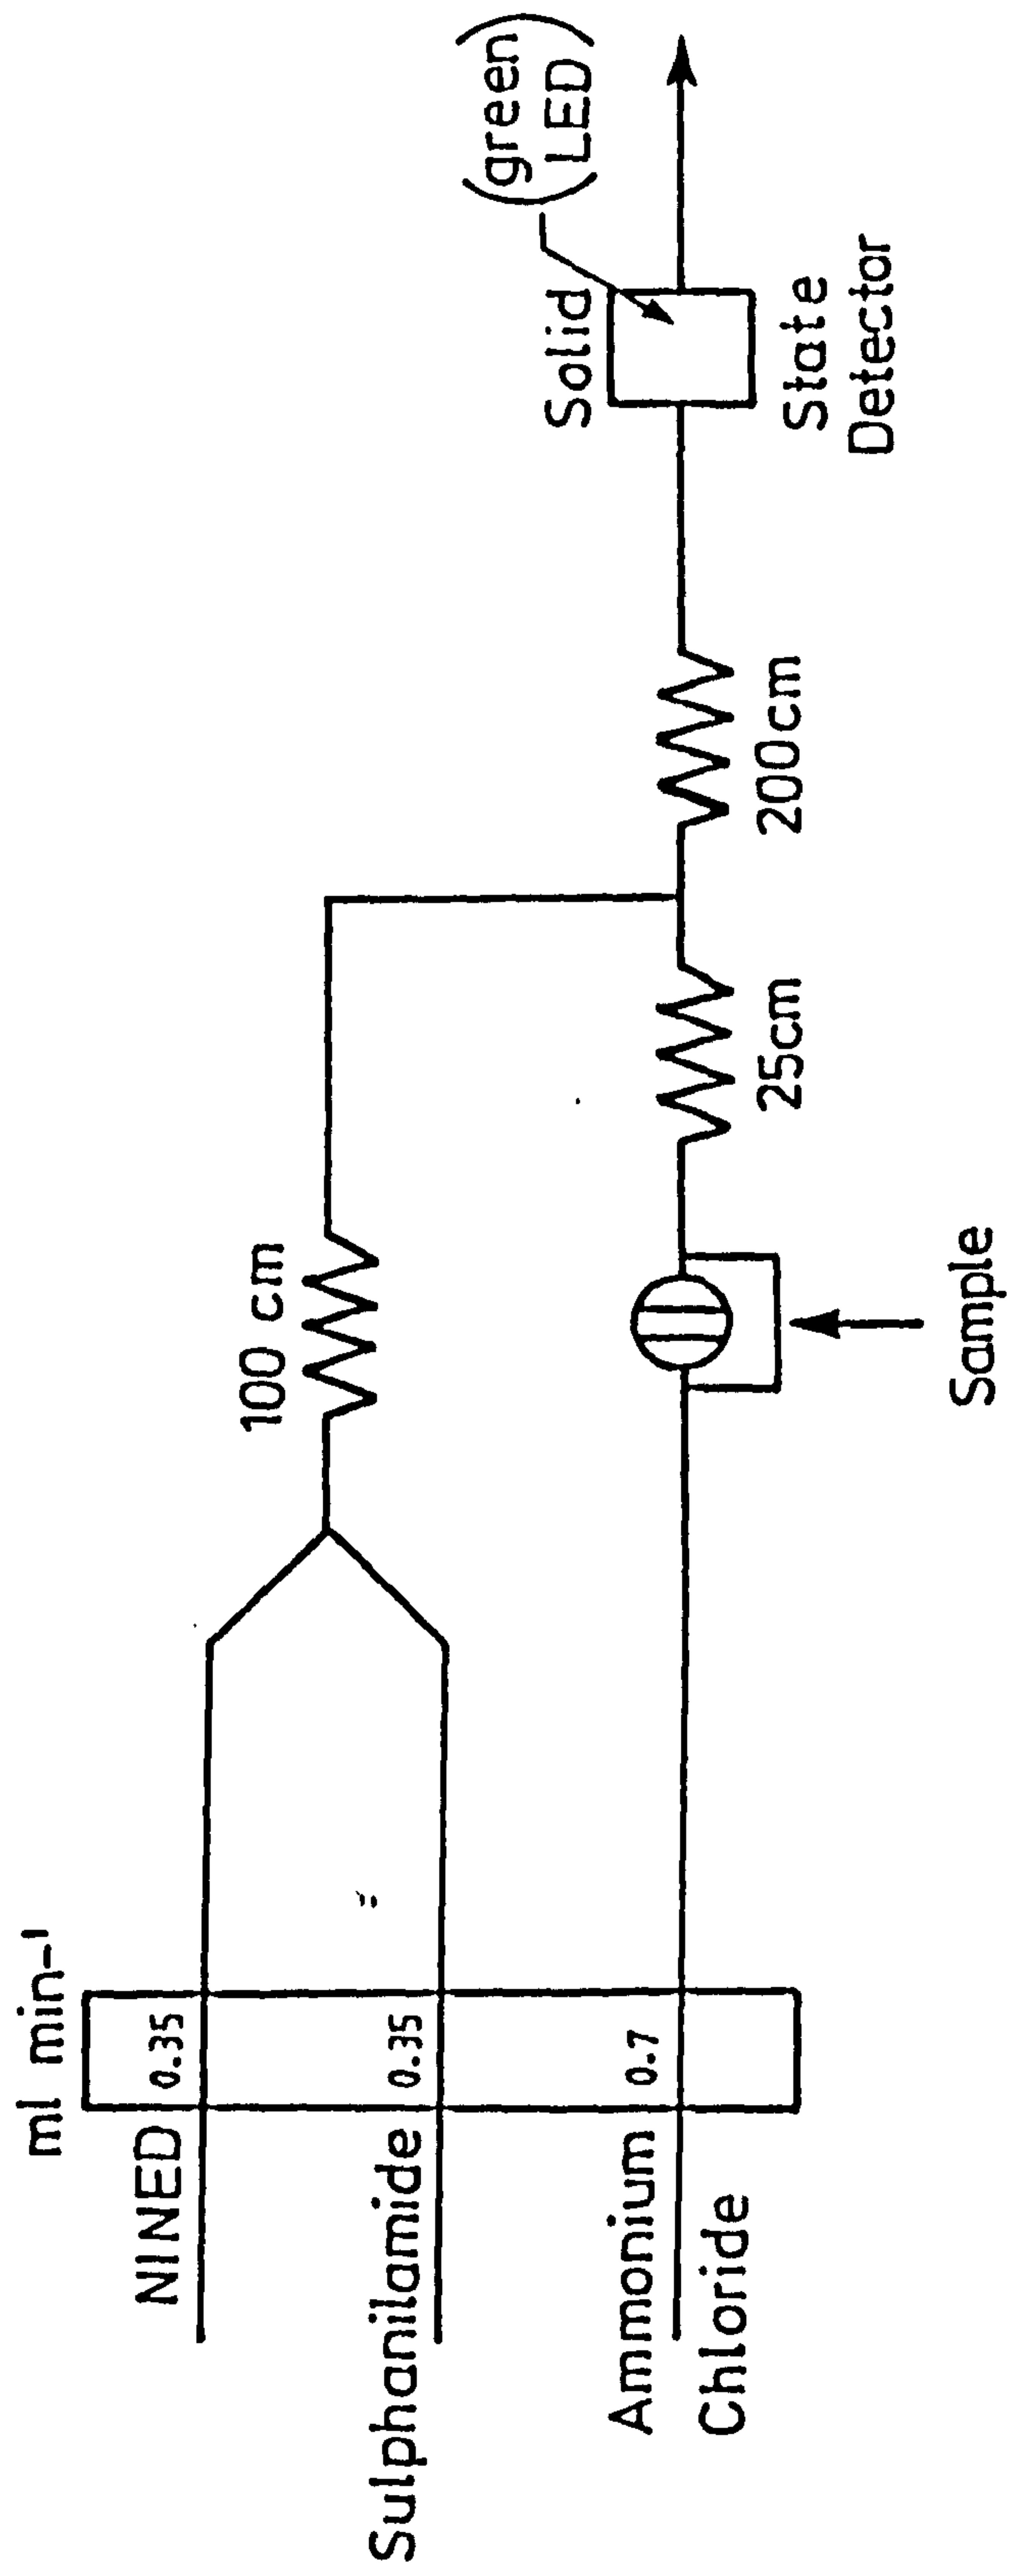 ml min-1
NINED 0.35
Sulphanilamide 0.35
Ammonium 0.7
Chloride
100 cm
Sample
25cm
200cm
Solid
State
Detector
(green
LED)